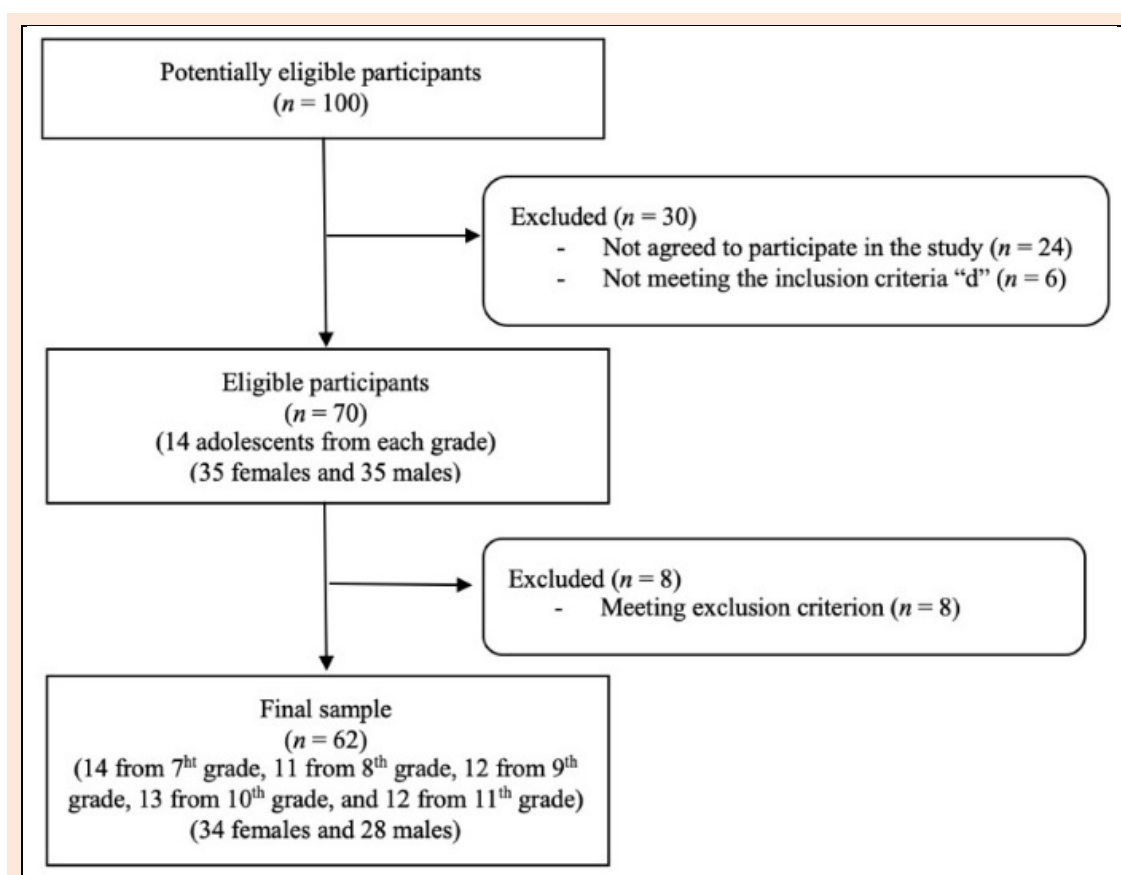 Potentially eligible participants
(n = 100)
Excluded (n = 30)
- Not agreed to participate in the study (n = 24)
- Not meeting the inclusion criteria “d” (n = 6)
Eligible participants
(n = 70)
(14 adolescents from each grade)
(35 females and 35 males)
Excluded (n = 8)
- Meeting exclusion criterion (n = 8)
Final sample
(n = 62)
(14 from 7ht grade, 11 from 8th grade, 12 from 9th
grade, 13 from 10th grade, and 12 from 11th grade)
(34 females and 28 males)